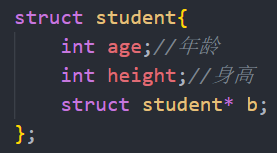 struct student{
    int age;//年龄
    int height;//身高
    struct student* b;
};